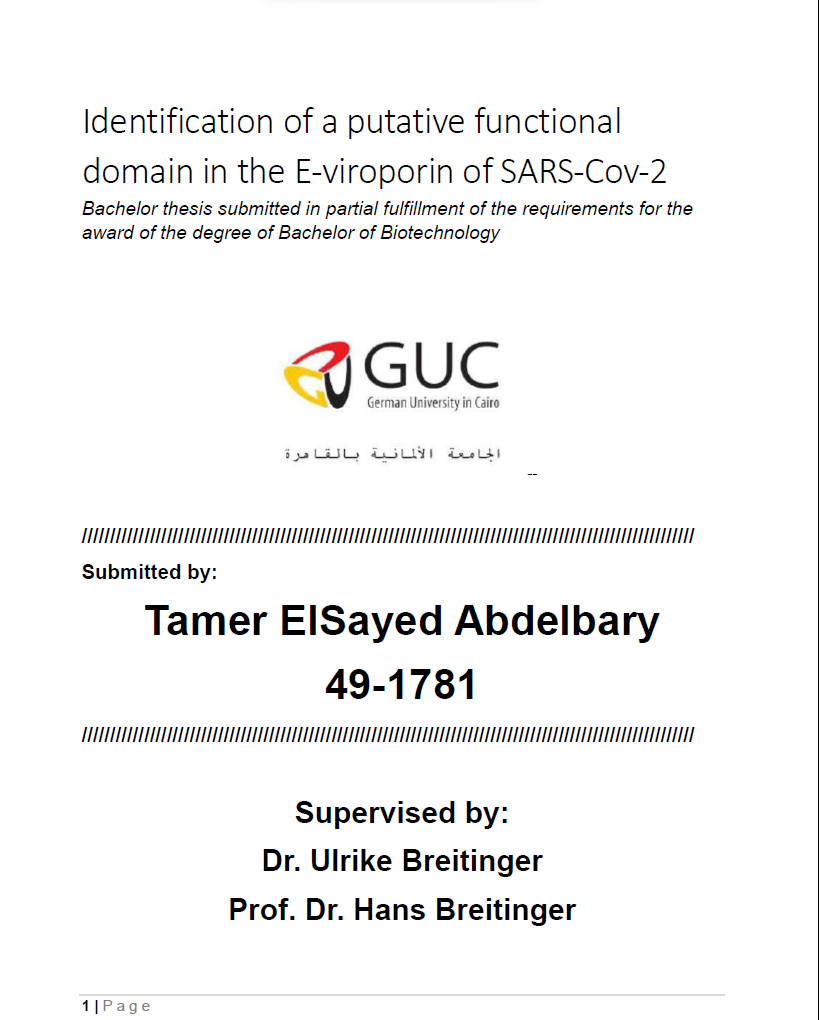 Identification of a putative functional
domain in the E-viroporin of SARS-Cov-2
Bachelor thesis submitted in partial fulfillment of the requirements for the
award of the degree of Bachelor of Biotechnology
GUC
German University in Cairo
الجامعة الألمانية بالقاهرة
--
////////////////////////////////////////////////////////////////////////////////////////////////////////////
Submitted by:
Tamer ElSayed Abdelbary
49-1781
////////////////////////////////////////////////////////////////////////////////////////////////////////////
Supervised by:
Dr. Ulrike Breitinger
Prof. Dr. Hans Breitinger
1 | Page